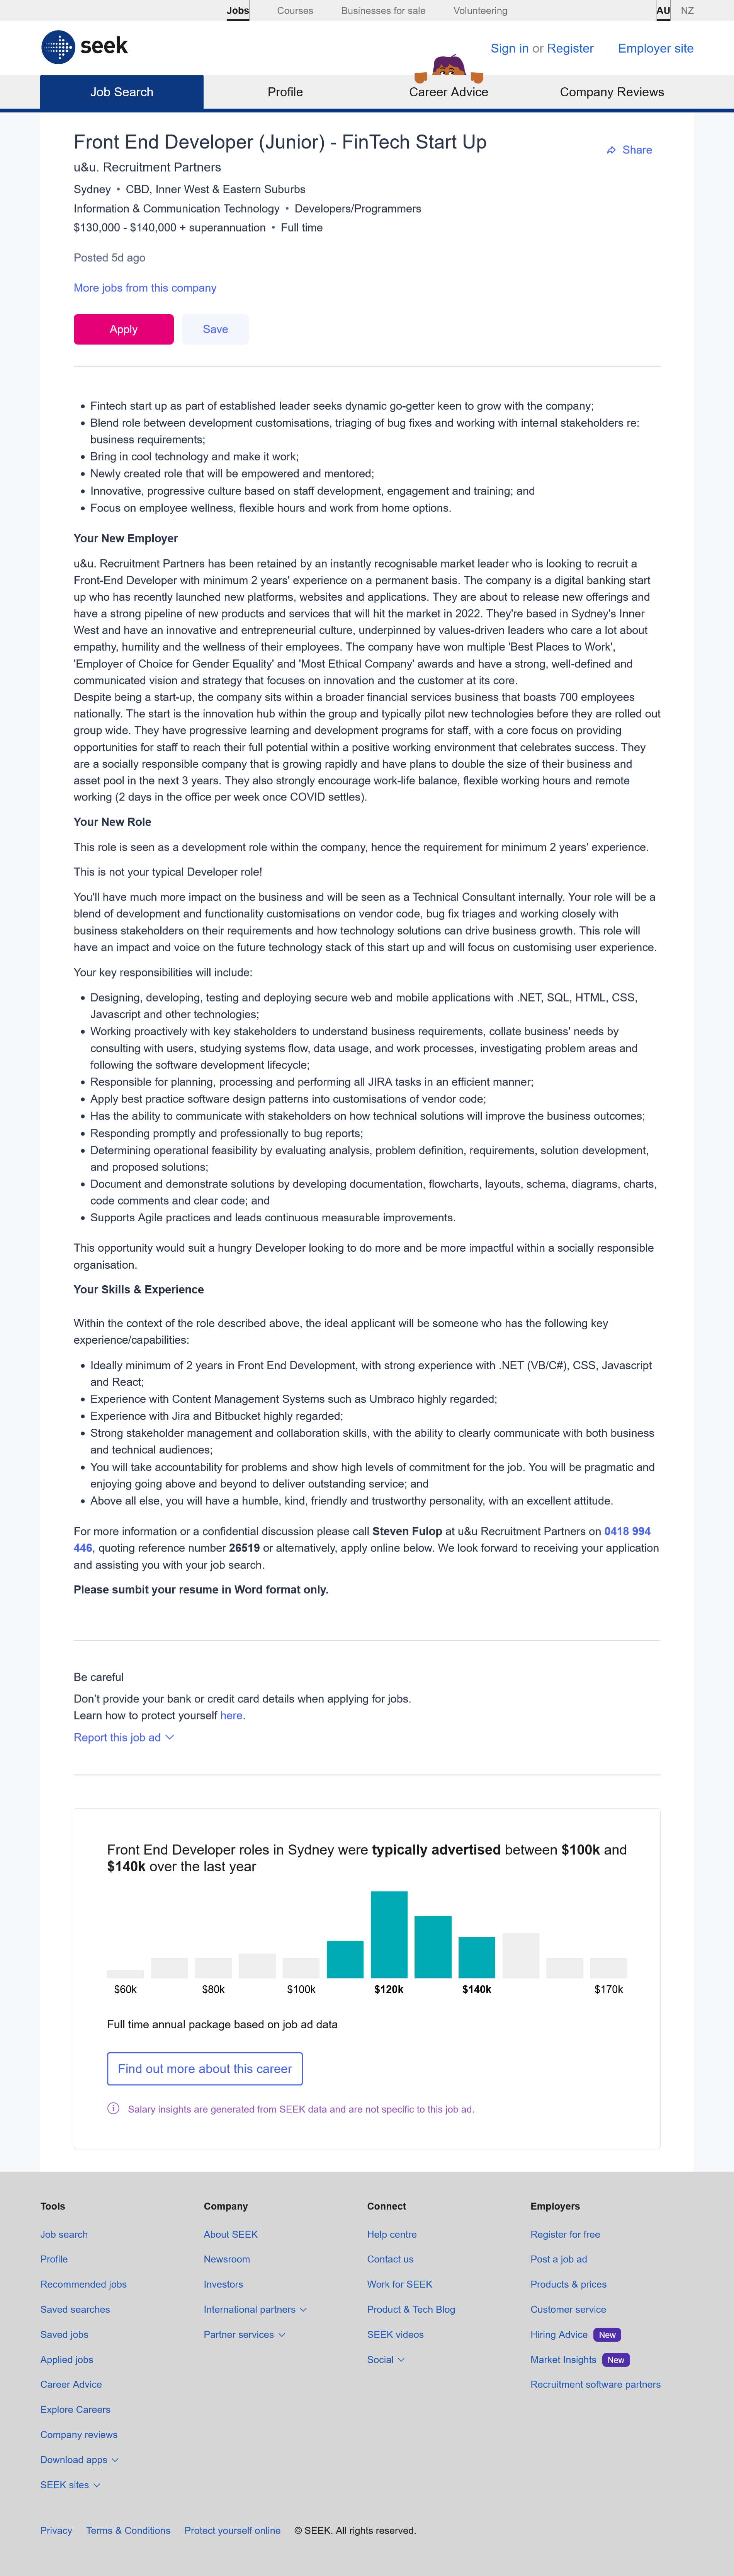 Jobs Courses Businesses for sale Volunteering AU NZ
seek
Sign in or Register Employer site
Job Search Profile Career Advice Company Reviews
Front End Developer (Junior) - FinTech Start Up
Share
u&u. Recruitment Partners
Sydney • CBD, Inner West & Eastern Suburbs
Information & Communication Technology • Developers/Programmers
$130,000 - $140,000 + superannuation • Full time
Posted 5d ago
More jobs from this company
Apply Save
• Fintech start up as part of established leader seeks dynamic go-getter keen to grow with the company;
• Blend role between development customisations, triaging of bug fixes and working with internal stakeholders re:
business requirements;
• Bring in cool technology and make it work;
• Newly created role that will be empowered and mentored;
• Innovative, progressive culture based on staff development, engagement and training; and
• Focus on employee wellness, flexible hours and work from home options.
Your New Employer
u&u. Recruitment Partners has been retained by an instantly recognisable market leader who is looking to recruit a
Front-End Developer with minimum 2 years' experience on a permanent basis. The company is a digital banking start
up who has recently launched new platforms, websites and applications. They are about to release new offerings and
have a strong pipeline of new products and services that will hit the market in 2022. They're based in Sydney's Inner
West and have an innovative and entrepreneurial culture, underpinned by values-driven leaders who care a lot about
empathy, humility and the wellness of their employees. The company have won multiple 'Best Places to Work',
'Employer of Choice for Gender Equality' and 'Most Ethical Company' awards and have a strong, well-defined and
communicated vision and strategy that focuses on innovation and the customer at its core.
Despite being a start-up, the company sits within a broader financial services business that boasts 700 employees
nationally. The start is the innovation hub within the group and typically pilot new technologies before they are rolled out
group wide. They have progressive learning and development programs for staff, with a core focus on providing
opportunities for staff to reach their full potential within a positive working environment that celebrates success. They
are a socially responsible company that is growing rapidly and have plans to double the size of their business and
asset pool in the next 3 years. They also strongly encourage work-life balance, flexible working hours and remote
working (2 days in the office per week once COVID settles).
Your New Role
This role is seen as a development role within the company, hence the requirement for minimum 2 years' experience.
This is not your typical Developer role!
You'll have much more impact on the business and will be seen as a Technical Consultant internally. Your role will be a
blend of development and functionality customisations on vendor code, bug fix triages and working closely with
business stakeholders on their requirements and how technology solutions can drive business growth. This role will
have an impact and voice on the future technology stack of this start up and will focus on customising user experience.
Your key responsibilities will include:
• Designing, developing, testing and deploying secure web and mobile applications with .NET, SQL, HTML, CSS,
Javascript and other technologies;
• Working proactively with key stakeholders to understand business requirements, collate business' needs by
consulting with users, studying systems flow, data usage, and work processes, investigating problem areas and
following the software development lifecycle;
• Responsible for planning, processing and performing all JIRA tasks in an efficient manner;
• Apply best practice software design patterns into customisations of vendor code;
• Has the ability to communicate with stakeholders on how technical solutions will improve the business outcomes;
• Responding promptly and professionally to bug reports;
• Determining operational feasibility by evaluating analysis, problem definition, requirements, solution development,
and proposed solutions;
• Document and demonstrate solutions by developing documentation, flowcharts, layouts, schema, diagrams, charts,
code comments and clear code; and
• Supports Agile practices and leads continuous measurable improvements.
This opportunity would suit a hungry Developer looking to do more and be more impactful within a socially responsible
organisation.
Your Skills & Experience
Within the context of the role described above, the ideal applicant will be someone who has the following key
experience/capabilities:
• Ideally minimum of 2 years in Front End Development, with strong experience with .NET (VB/C#), CSS, Javascript
and React;
• Experience with Content Management Systems such as Umbraco highly regarded;
• Experience with Jira and Bitbucket highly regarded;
• Strong stakeholder management and collaboration skills, with the ability to clearly communicate with both business
and technical audiences;
• You will take accountability for problems and show high levels of commitment for the job. You will be pragmatic and
enjoying going above and beyond to deliver outstanding service; and
• Above all else, you will have a humble, kind, friendly and trustworthy personality, with an excellent attitude.
For more information or a confidential discussion please call Steven Fulop at u&u Recruitment Partners on 0418 994
446, quoting reference number 26519 or alternatively, apply online below. We look forward to receiving your application
and assisting you with your job search.
Please sumbit your resume in Word format only.
Be careful
Don't provide your bank or credit card details when applying for jobs.
Learn how to protect yourself here.
Report this job ad
Front End Developer roles in Sydney were typically advertised between $100k and
$140k over the last year
$60k $80k $100k $120k $140k $170k
Full time annual package based on job ad data
Find out more about this career
Salary insights are generated from SEEK data and are not specific to this job ad.
Tools Company Connect Employers
Job search About SEEK Help centre Register for free
Profile Newsroom Contact us Post a job ad
Recommended jobs Investors Work for SEEK Products & prices
Saved searches International partners Product & Tech Blog Customer service
Saved jobs Partner services SEEK videos Hiring Advice New
Applied jobs Social Market Insights New
Career Advice Recruitment software partners
Explore Careers
Company reviews
Download apps
SEEK sites
Privacy Terms & Conditions Protect yourself online © SEEK. All rights reserved.